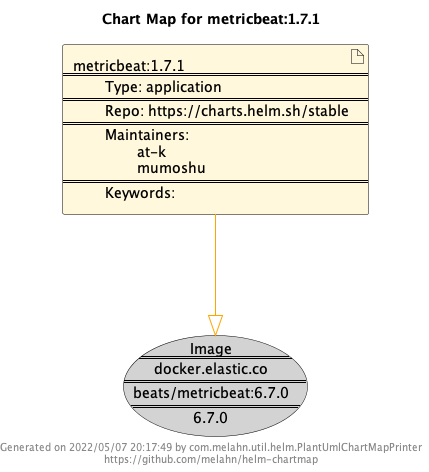 Chart Map for metricbeat:1.7.1
metricbeat:1.7.1
Type: application
Repo: https://charts.helm.sh/stable
Maintainers:
at-k
mumoshu
Keywords:
Image
docker.elastic.co
beats/metricbeat:6.7.0
6.7.0
Generated on 2022/05/07 20:17:49 by com.melahn.util.helm.PlantUmlChartMapPrinter
https://github.com/melahn/helm-chartmap